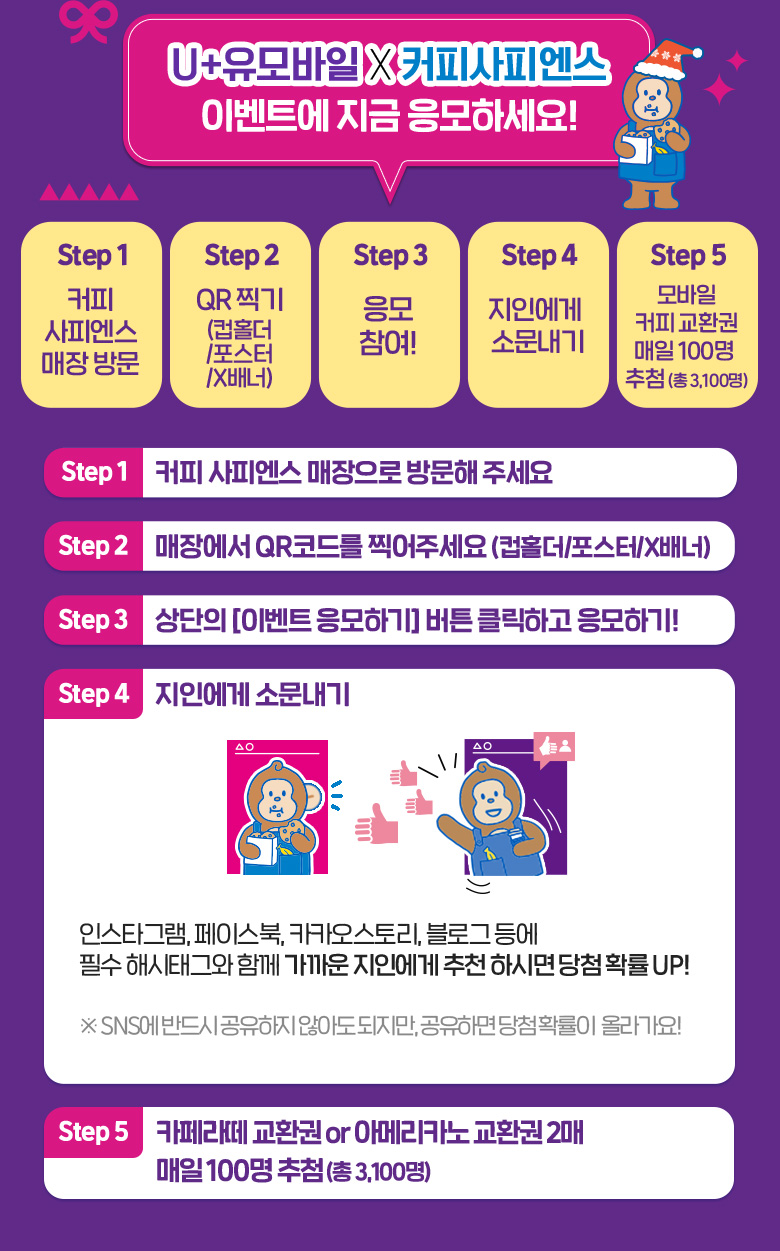 U+유모바일 X 커피사피엔스
이벤트에 지금 응모하세요!
Step 1
커피
사피엔스
매장 방문
Step 2
QR 찍기
(컵홀더
/포스터
/X배너)
Step 3
응모
참여!
Step 4
지인에게
소문내기
Step 5
모바일
커피 교환권
매일 100명
추첨 (총 3,100명)
Step 1 커피 사피엔스 매장으로 방문해 주세요
Step 2 매장에서 QR코드를 찍어주세요 (컵홀더/포스터/X배너)
Step 3 상단의 [이벤트 응모하기] 버튼 클릭하고 응모하기!
Step 4 지인에게 소문내기
인스타그램, 페이스북, 카카오스토리, 블로그 등에
필수 해시태그와 함께 가까운 지인에게 추천 하시면 당첨 확률 UP!
※ SNS에 반드시 공유하지 않아도 되지만, 공유하면 당첨 확률이 올라가요!
Step 5 카페라떼 교환권 or 아메리카노 교환권 2매
매일 100명 추첨 (총 3,100명)